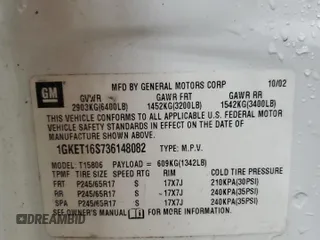 10/02
GM
MFD BY GENERAL MOTORS CORP
GVWR GAWR FRT GAWR RR
2903KG(6400LB) 1452KG(3200LB) 1542KG(3400LB)
THIS VEHICLE CONFORMS TO ALL APPLICABLE U.S. FEDERAL MOTOR
VEHICLE SAFETY STANDARDS IN EFFECT ON THE DATE OF
MANUFACTURE SHOWN ABOVE.
1GKET16S736148082 TYPE: M.P.V.
MODEL: T15806 PAYLOAD = 609KG(1342LB)
TPMF TIRE SIZE SPEED RTG RIM COLD TIRE PRESSURE
FRT P245/65R17 S 17X7J 210KPA(30PSI)
RR P245/65R17 S 17X7J 240KPA(35PSI)
SPA P245/65R17 S 17X7J 240KPA(35PSI)
SEE OWNER'S MANUAL FOR MORE INFORMATION
DREAMBID